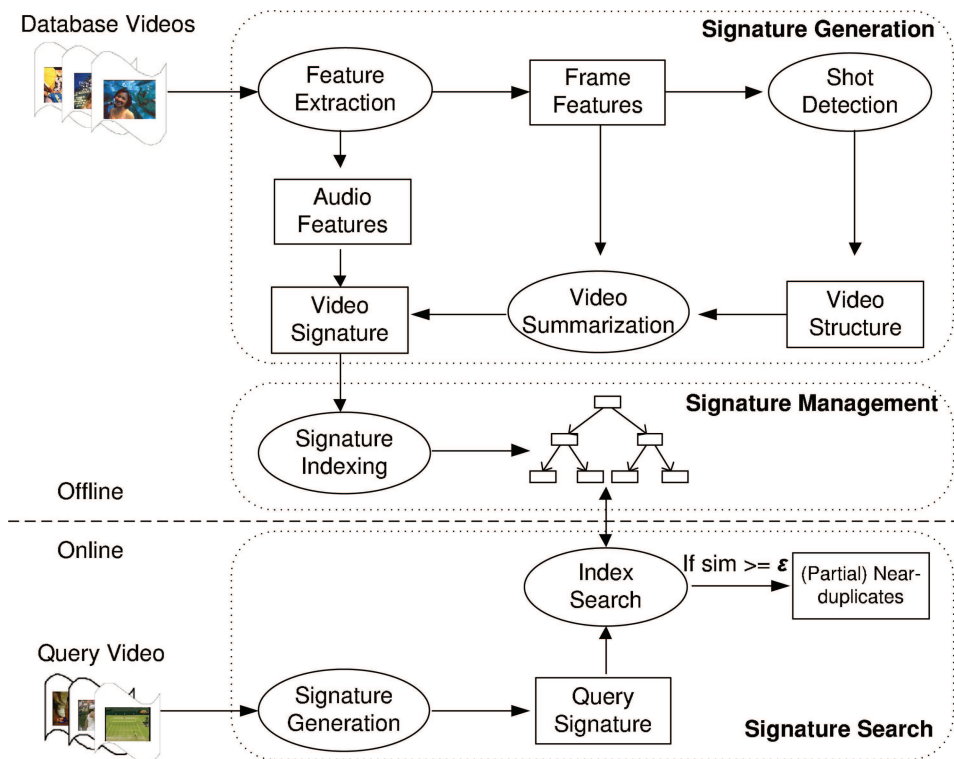 Database Videos
Signature Generation
Feature
Extraction
Frame
Features
Shot
Detection
Audio
Features
Video
Signature
Video
Summarization
Video
Structure
Signature Management
Signature
Indexing
Offline
Online
Index
Search
If sim >= ε
(Partial) Near-
duplicates
Query Video
Signature
Generation
Query
Signature
Signature Search